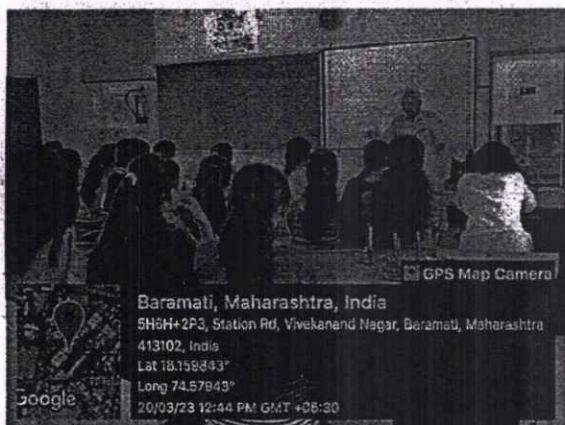 GPS Map Camera
Baramati, Maharashtra, India
5H6H+2P3, Station Rd, Vivekanand Nagar, Baramati, Maharashtra
413102, India
Lat 18.159843°
Long 74.57943°
20/03/23 12:44 PM GMT +05:30
Google